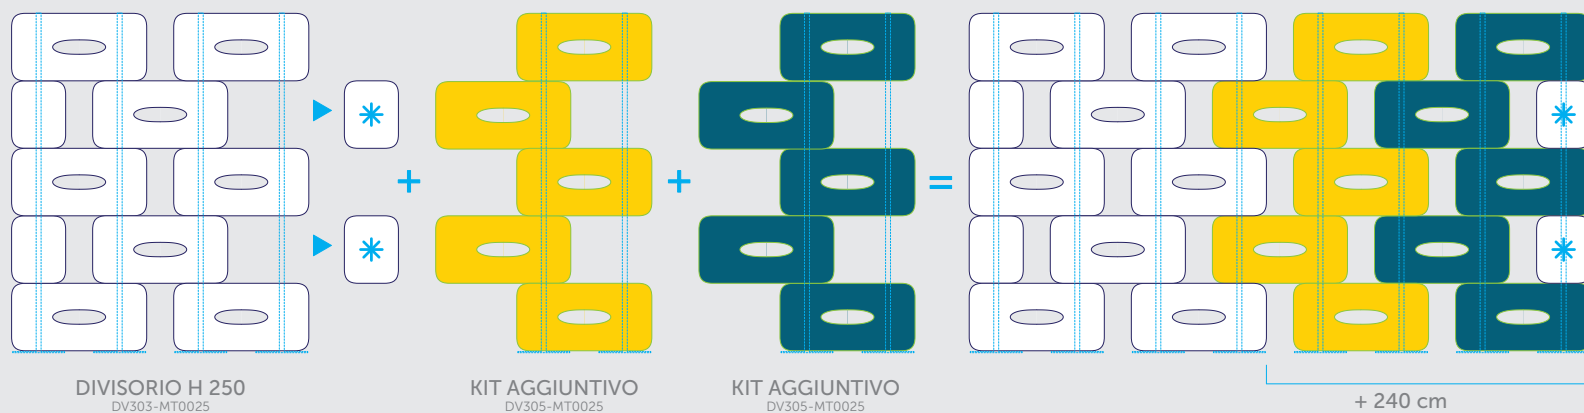 DIVISORIO H 250
DV303-MT0025
KIT AGGIUNTIVO
DV305-MT0025
KIT AGGIUNTIVO
DV305-MT0025
+ 240 cm